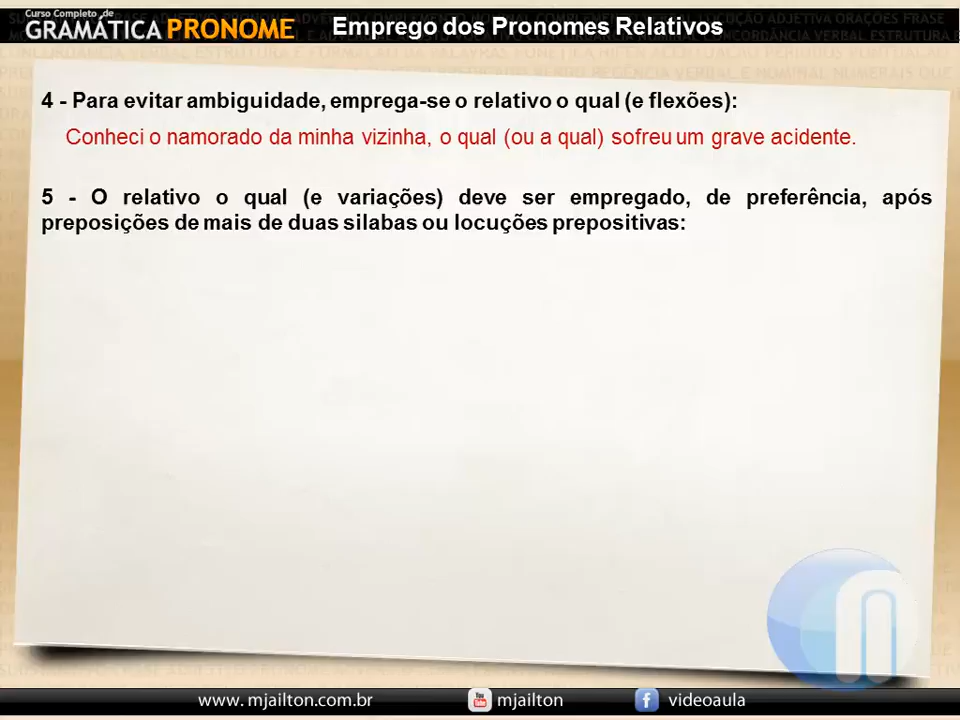 Curso Completo de
GRAMÁTICA PRONOME
Emprego dos Pronomes Relativos
4 - Para evitar ambiguidade, emprega-se o relativo o qual (e flexões):
Conheci o namorado da minha vizinha, o qual (ou a qual) sofreu um grave acidente.
5 - O relativo o qual (e variações) deve ser empregado, de preferência, após
preposições de mais de duas silabas ou locuções prepositivas:
www. mjailton.com.br
You Tube
mjailton
f
videoaula